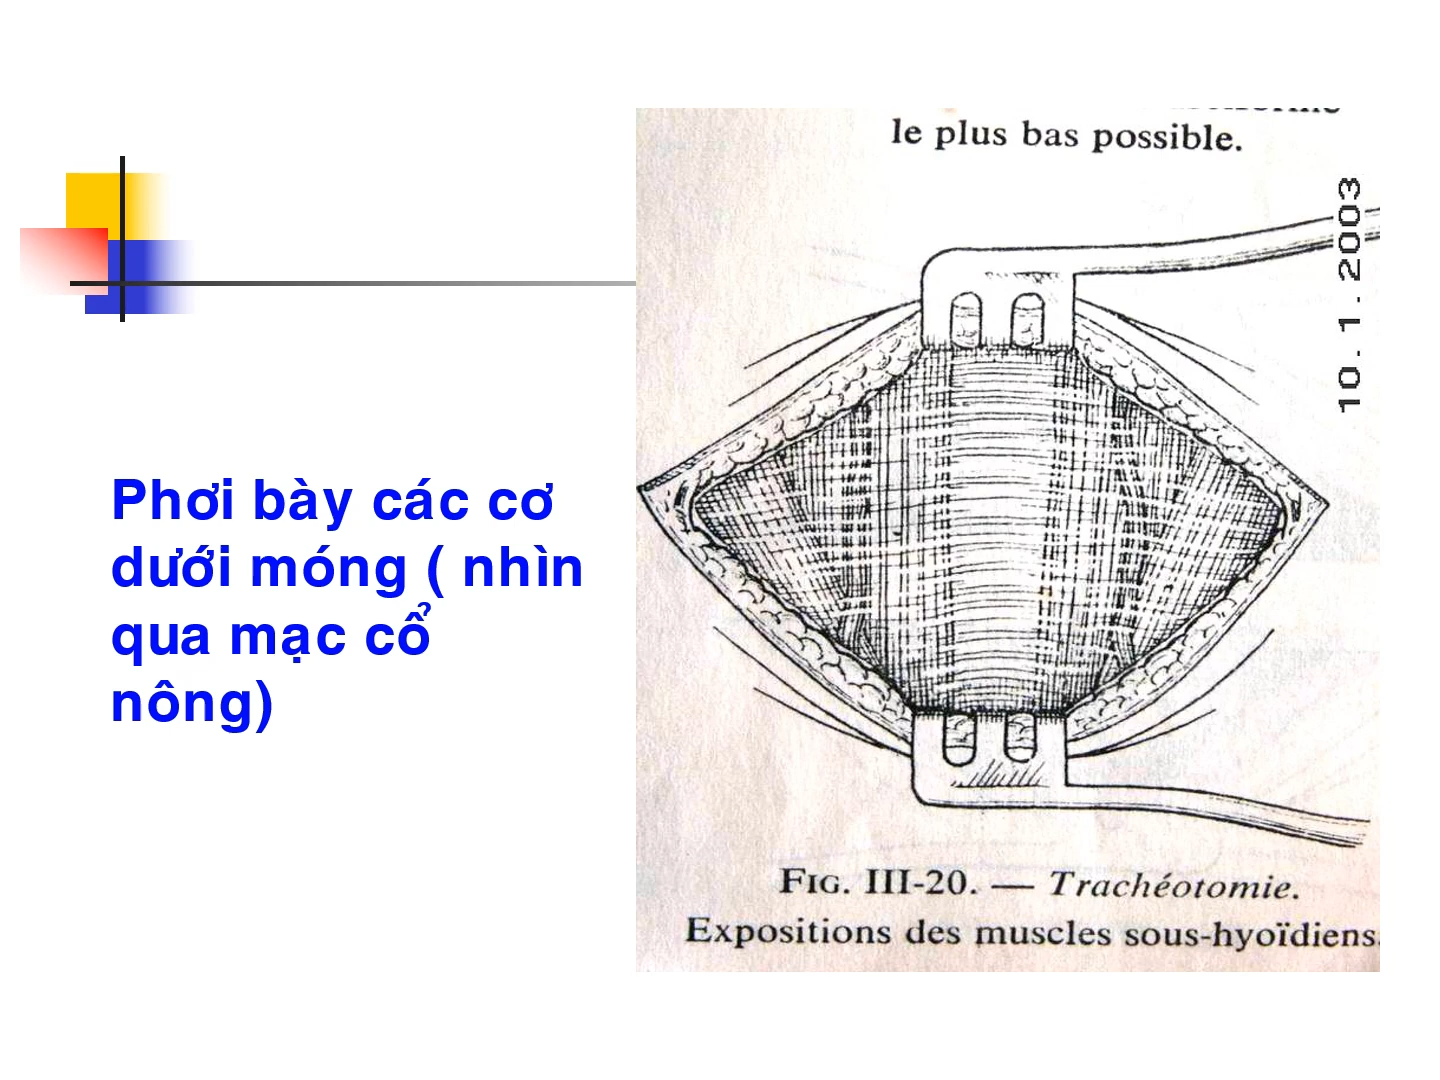 Phơi bày các cơ
dưới móng ( nhìn
qua mạc cổ
nông)
le plus bas possible.
10. 1. 2003
FIG. III-20. — Trachéotomie.
Expositions des muscles sous-hyoïdiens.